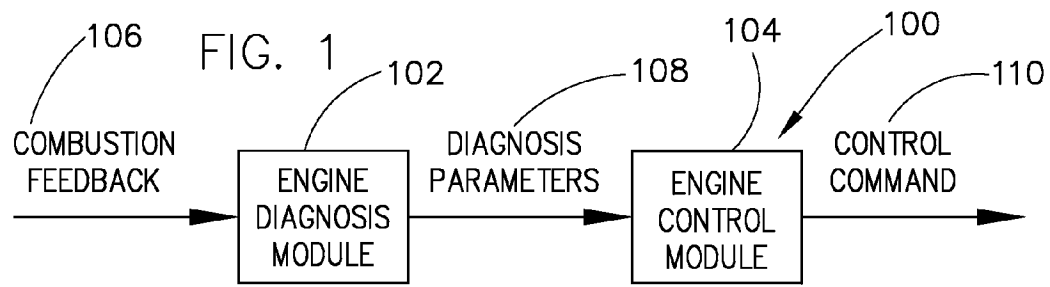 106
FIG. 1
102
108
104
100
110
COMBUSTION
FEEDBACK
ENGINE
DIAGNOSIS
MODULE
DIAGNOSIS
PARAMETERS
ENGINE
CONTROL
MODULE
CONTROL
COMMAND